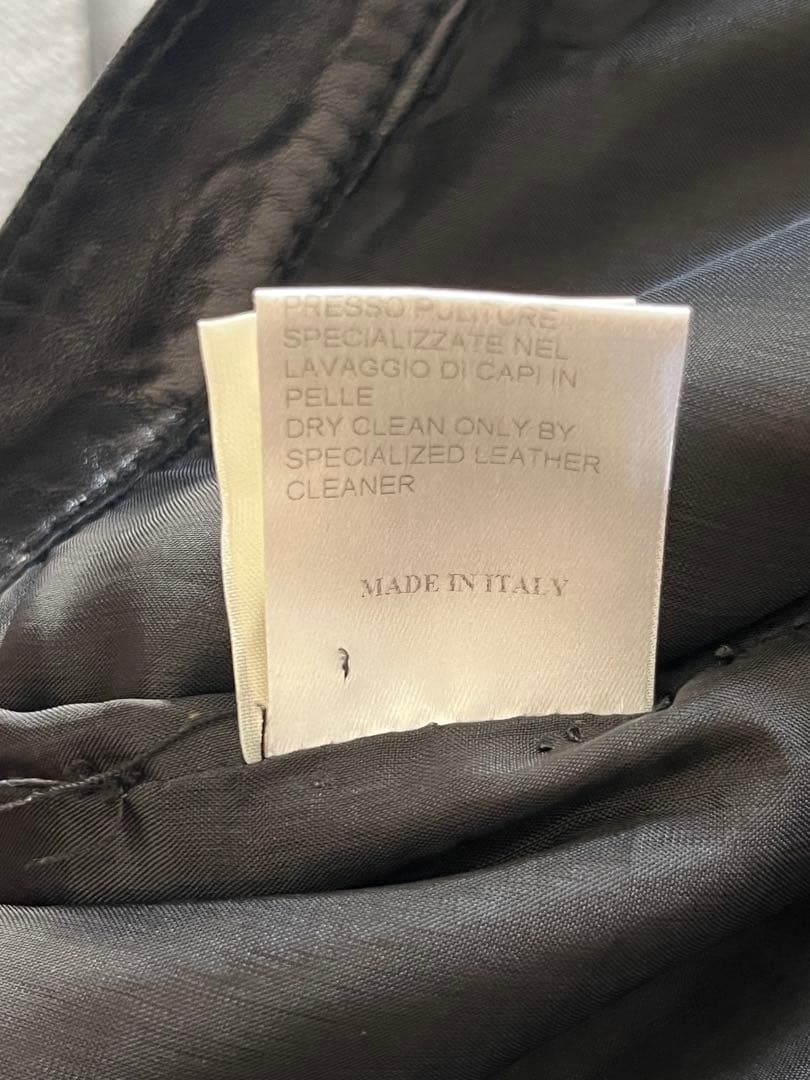 PRESSO PULITURE
SPECIALIZZATE NEL
LAVAGGIO DI CAPI IN
PELLE
DRY CLEAN ONLY BY
SPECIALIZED LEATHER
CLEANER
MADE IN ITALY